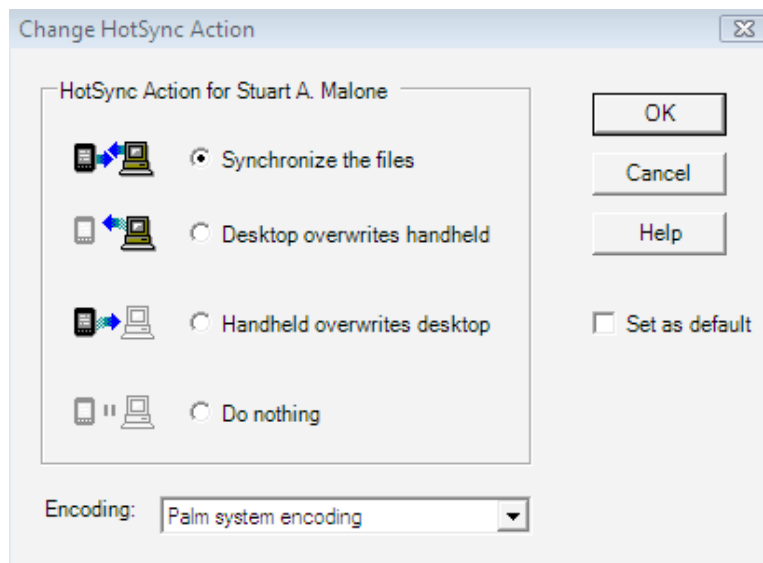 Change HotSync Action
HotSync Action for Stuart A. Malone
Synchronize the files
Desktop overwrites handheld
Handheld overwrites desktop
Do nothing
OK
Cancel
Help
Set as default
Encoding: Palm system encoding